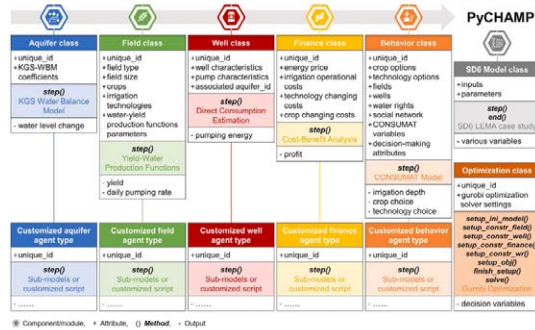 PyCHAMP
Aquifer class
+unique_id
+KGS-WBM
coefficients
step()
KGS Water Balance
Model
- water level change
Field class
+unique_id
+field type
+field size
+crops
+irrigation
technologies
+water-yield
production functions
parameters
step()
Yield-Water
Production Functions
- yield
- daily pumping rate
Well class
+unique_id
+well characteristics
+pump characteristics
+associated aquifer_id
step()
Direct Consumption
Estimation
- pumping energy
Finance class
+unique_id
+energy price
+irrigation operational
costs
+technology changing
costs
+crop changing costs
step()
Cost-Benefit Analysis
- profit
Behavior class
+unique_id
+crop options
+technology options
+fields
+wells
+water rights
+social network
+CONSUMAT
variables
+decision-making
attributes
step()
CONSUMAT Model
- irrigation depth
- crop choice
- technology choice
SD6 Model class
+inputs
+parameters
step()
end()
SD6 LEMA case study
- various variables
Optimization class
+unique_id
+gurobi optimization
solver settings
setup_ini_model()
setup_constr_field()
setup_constr_well()
setup_constr_finance()
setup_constr_wr()
setup_obj()
finish_setup()
solve()
Gurobi Optimization
- decision variables
Customized aquifer
agent type
+unique_id
step()
Sub-models or
customized script
- ......
Customized field
agent type
+unique_id
step()
Sub-models or
customized script
- ......
Customized well
agent type
+unique_id
step()
Sub-models or
customized script
- ......
Customized finance
agent type
+unique_id
step()
Sub-models or
customized script
- ......
Customized behavior
agent type
+unique_id
step()
Sub-models or
customized script
- ......
Component/module, + Attribute, () Method, - Output